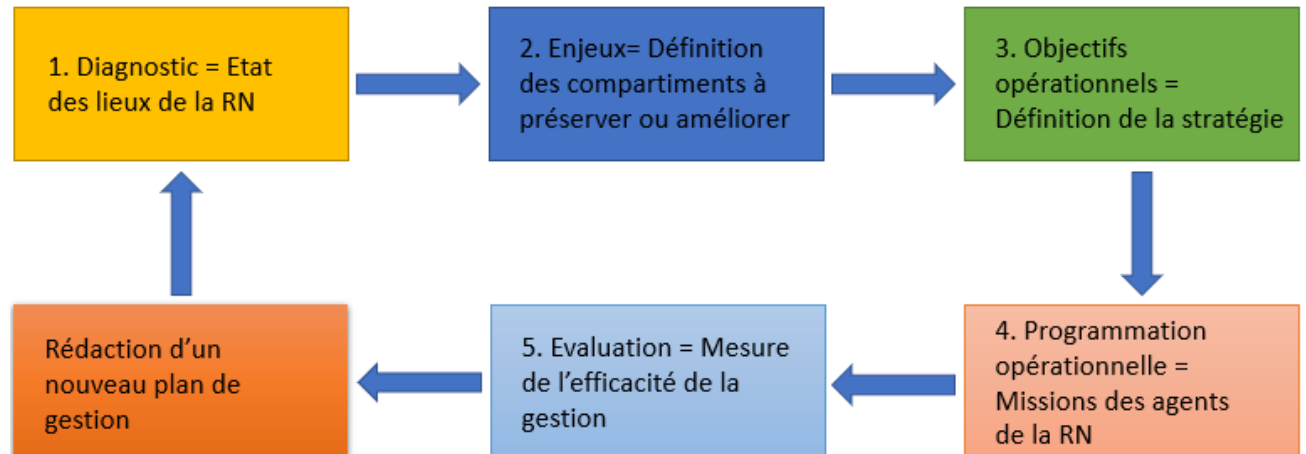 1. Diagnostic = Etat
des lieux de la RN
2. Enjeux= Définition
des compartiments à
préserver ou améliorer
3. Objectifs
opérationnels =
Définition de la stratégie
4. Programmation
opérationnelle =
Missions des agents
de la RN
5. Evaluation = Mesure
de l’efficacité de la
gestion
Rédaction d’un
nouveau plan de
gestion